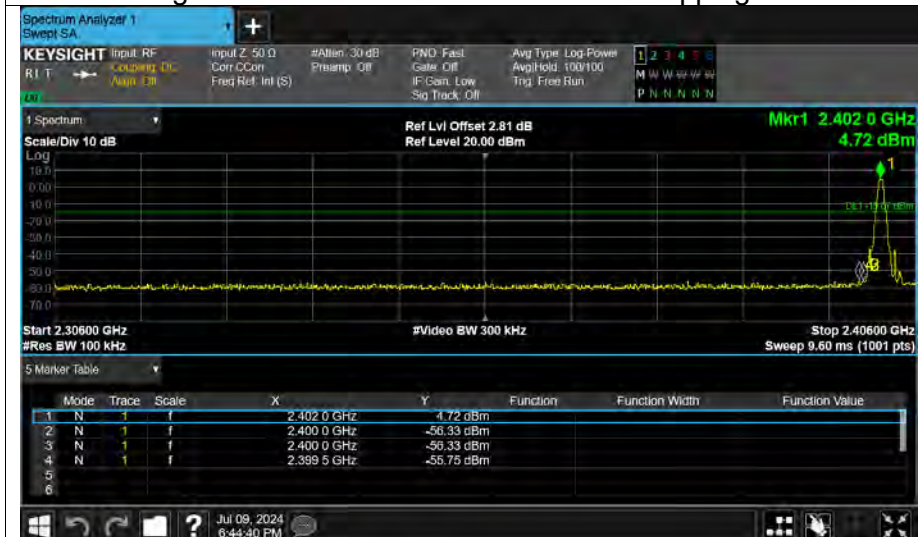 Spectrum Analyzer 1
Swept SA
+
KEYSIGHT Input: RF
RLT
Coupling: DC
Align: Off
Input Z: 50 Ω
Corr CCorr
Freq Ref: Int (S)
#Atten: 30 dB
Preamp: Off
PNO: Fast
Gate: Off
IF Gain: Low
Sig Track: Off
Avg Type: Log-Power
Avg|Hold: 100/100
Trig: Free Run
1 2 3 4 5 6
M W W W W W
P N N N N N
1 Spectrum
Scale/Div 10 dB
Ref Lvl Offset 2.81 dB
Ref Level 20.00 dBm
Mkr1 2.402 0 GHz
4.72 dBm
Log
10.0
0.00
-10.0
-20.0
-30.0
-40.0
-50.0
-60.0
-70.0
1
Start 2.30600 GHz
#Res BW 100 kHz
#Video BW 300 kHz
Stop 2.40600 GHz
Sweep 9.60 ms (1001 pts)
5 Marker Table
Mode Trace Scale X Y Function Function Width Function Value
1 N 1 f 2.402 0 GHz 4.72 dBm
2 N 1 f 2.400 0 GHz -56.33 dBm
3 N 1 f 2.400 0 GHz -56.33 dBm
4 N 1 f 2.399 5 GHz -55.75 dBm
5
6
?
Jul 09, 2024
6:44:40 PM